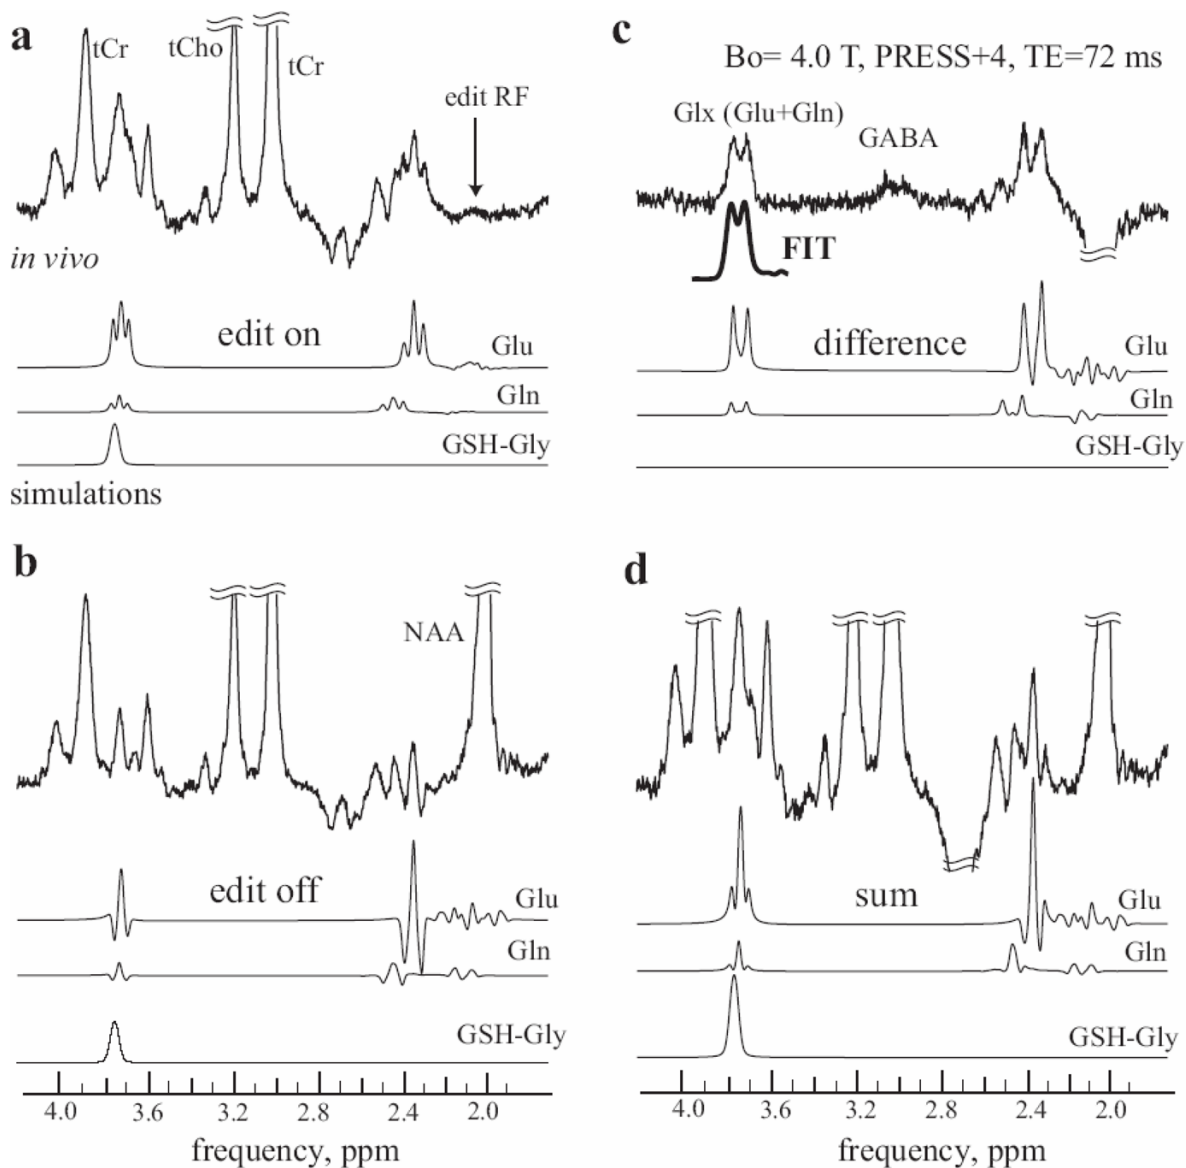 a
tCr
tCho
tCr
edit RF
in vivo
edit on
Glu
Gln
GSH-Gly
simulations
b
NAA
edit off
Glu
Gln
GSH-Gly
4.0 3.6 3.2 2.8 2.4 2.0
frequency, ppm
c
Bo= 4.0 T, PRESS+4, TE=72 ms
Glx (Glu+Gln)
GABA
FIT
difference
Glu
Gln
GSH-Gly
d
sum
Glu
Gln
GSH-Gly
4.0 3.6 3.2 2.8 2.4 2.0
frequency, ppm